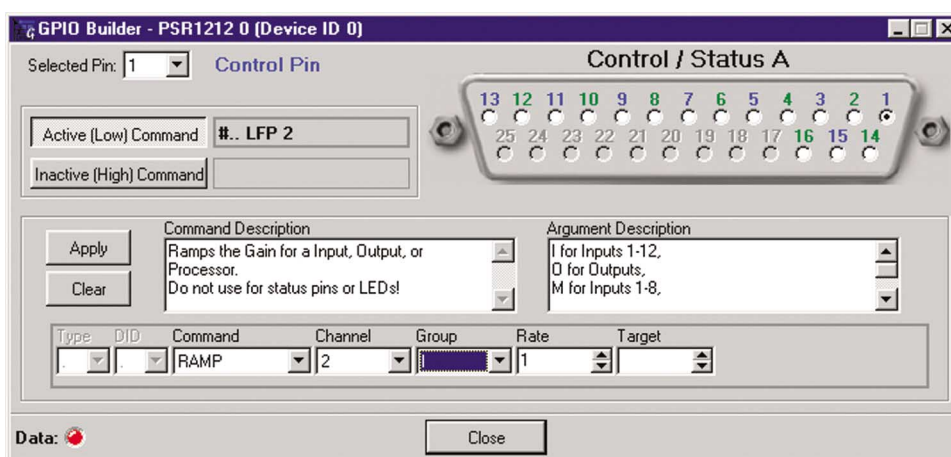 GPIO Builder - PSR1212 0 (Device ID 0)
Selected Pin: 1 Control Pin
Control / Status A
13 12 11 10 9 8 7 6 5 4 3 2 1
25 24 23 22 21 20 19 18 17 16 15 14
Active (Low) Command #.. LFP 2
Inactive (High) Command
Apply
Clear
Command Description
Ramps the Gain for a Input, Output, or
Processor.
Do not use for status pins or LEDs!
Argument Description
I for Inputs 1-12,
O for Outputs,
M for Inputs 1-8,
Type DID Command Channel Group Rate Target
. . RAMP 2 1
Data: Close